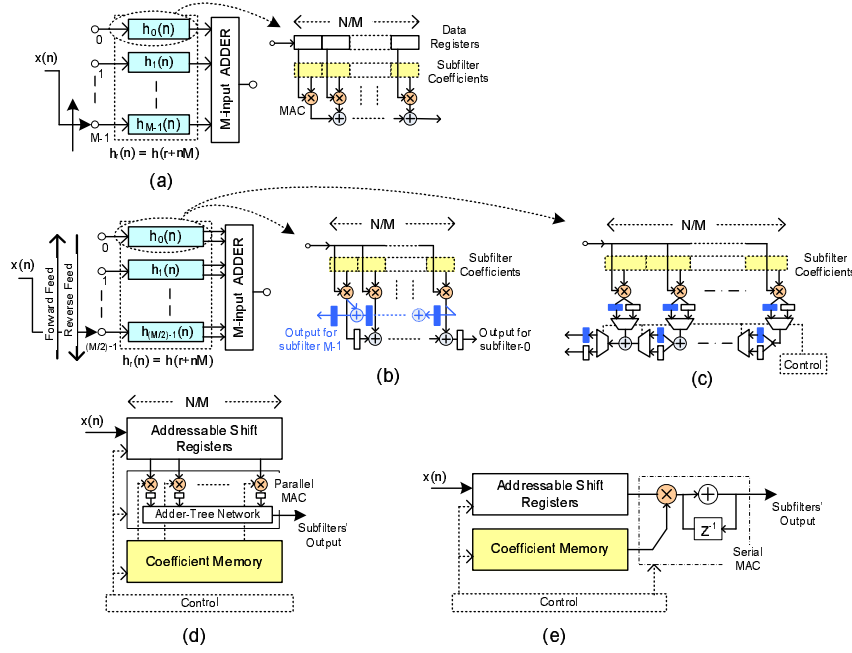 x(n)
0
1
M-1
h0(n)
h1(n)
hM-1(n)
M-input ADDER
hr(n) = h(r+nM)
N/M
Data
Registers
Subfilter
Coefficients
MAC
(a)
x(n)
Forward Feed
Reverse Feed
0
1
(M/2)-1
h0(n)
h1(n)
h(M/2)-1(n)
M-input ADDER
hr(n) = h(r+nM)
N/M
Subfilter
Coefficients
Output for
subfilter M-1
Output for
subfilter-0
(b)
N/M
Subfilter
Coefficients
Control
(c)
N/M
x(n)
Addressable Shift
Registers
Parallel
MAC
Adder-Tree Network
Subfilters'
Output
Coefficient Memory
Control
(d)
x(n)
Addressable Shift
Registers
Coefficient Memory
Z-1
Serial
MAC
Subfilters'
Output
Control
(e)